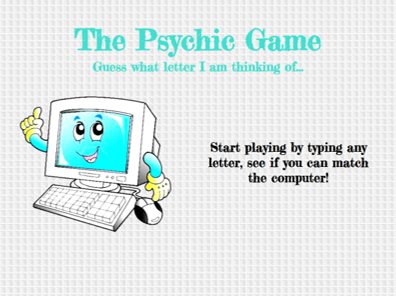 The Psychic Game
Guess what letter I am thinking of...
Start playing by typing any
letter, see if you can match
the computer!